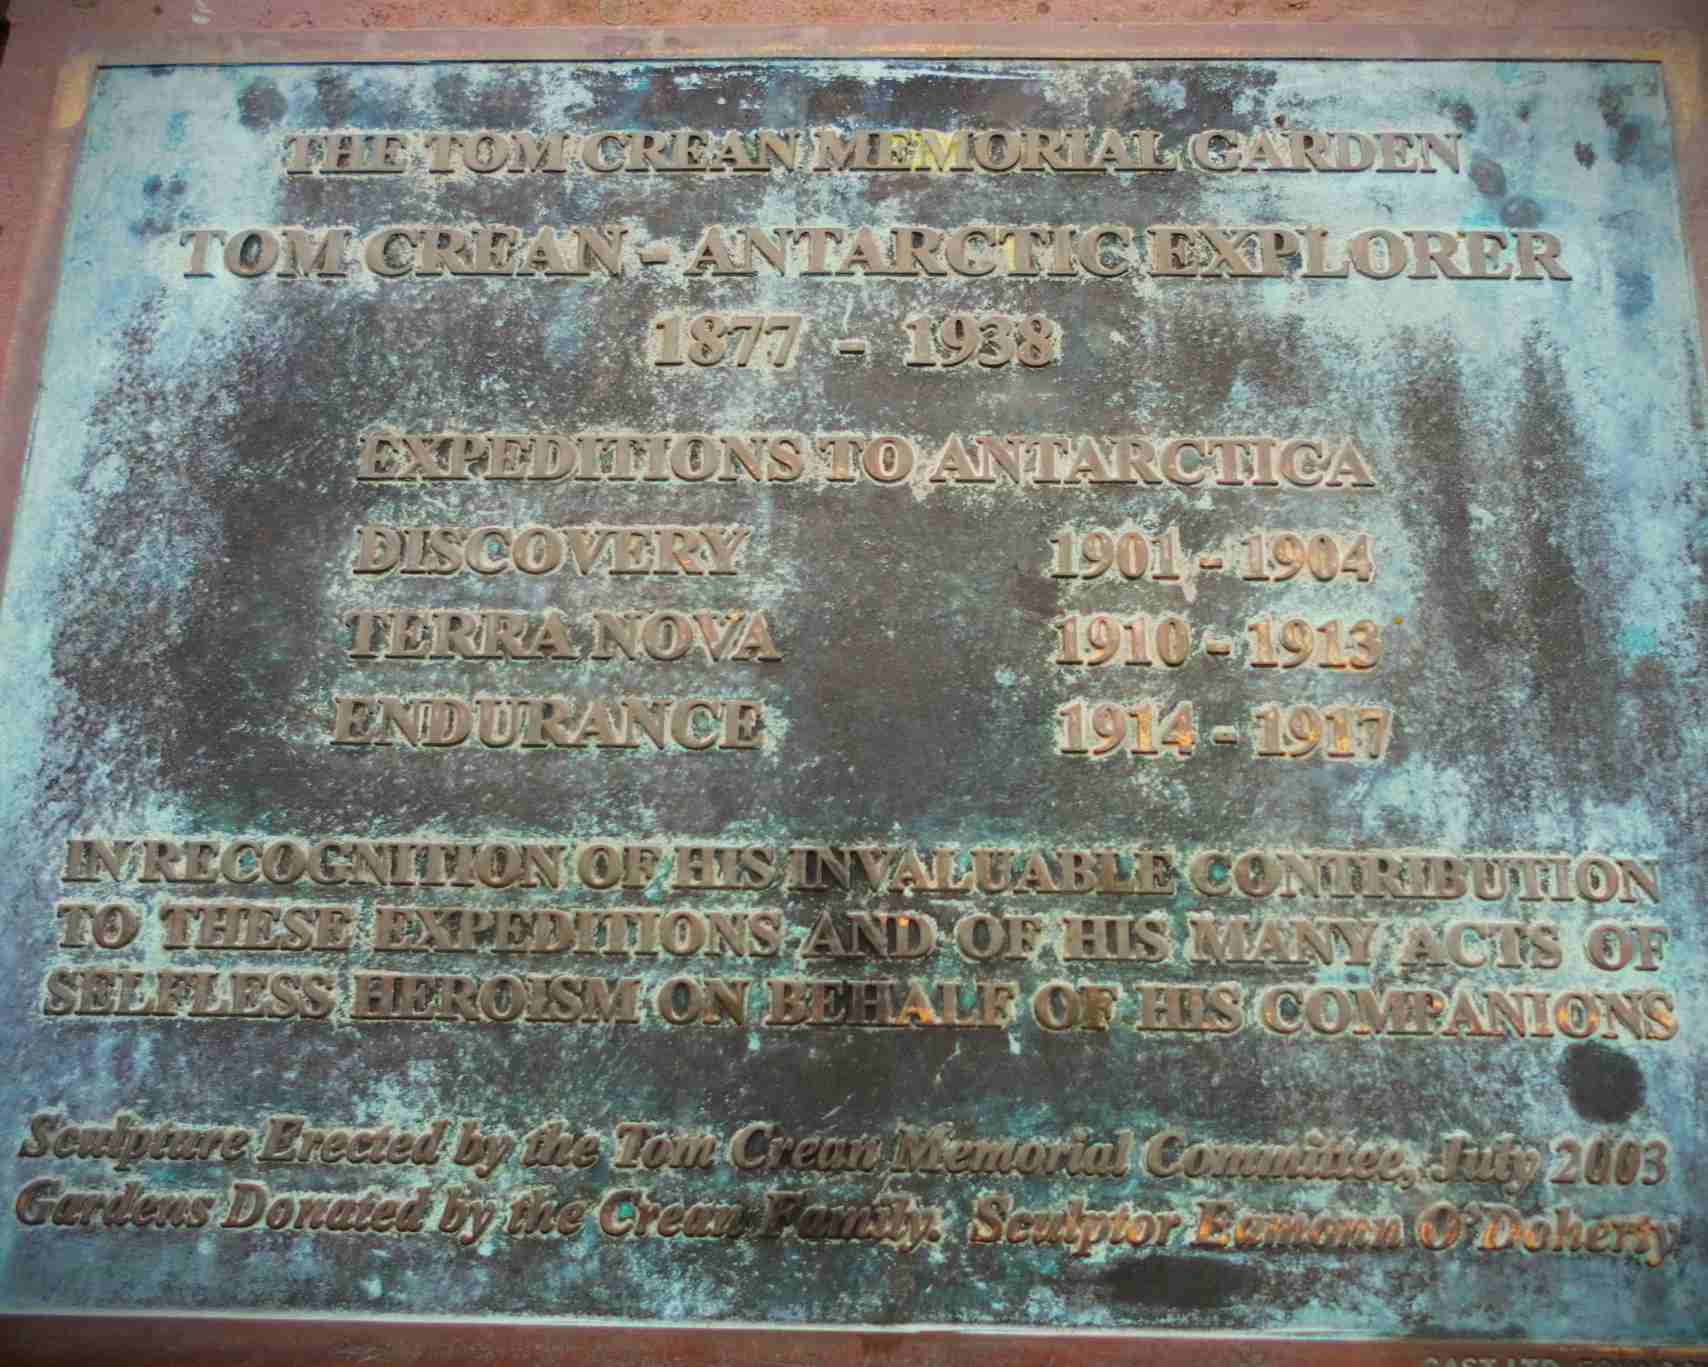 THE TOM CREAN MEMORIAL GARDEN
TOM CREAN - ANTARCTIC EXPLORER
1877 - 1938
EXPEDITIONS TO ANTARCTICA
DISCOVERY 1901 - 1904
TERRA NOVA 1910 - 1913
ENDURANCE 1914 - 1917
IN RECOGNITION OF HIS INVALUABLE CONTRIBUTION
TO THESE EXPEDITIONS AND OF HIS MANY ACTS OF
SELFLESS HEROISM ON BEHALF OF HIS COMPANIONS
Sculpture Erected by the Tom Crean Memorial Committee, July 2003
Gardens Donated by the Crean Family. Sculptor Eamonn O'Doherty